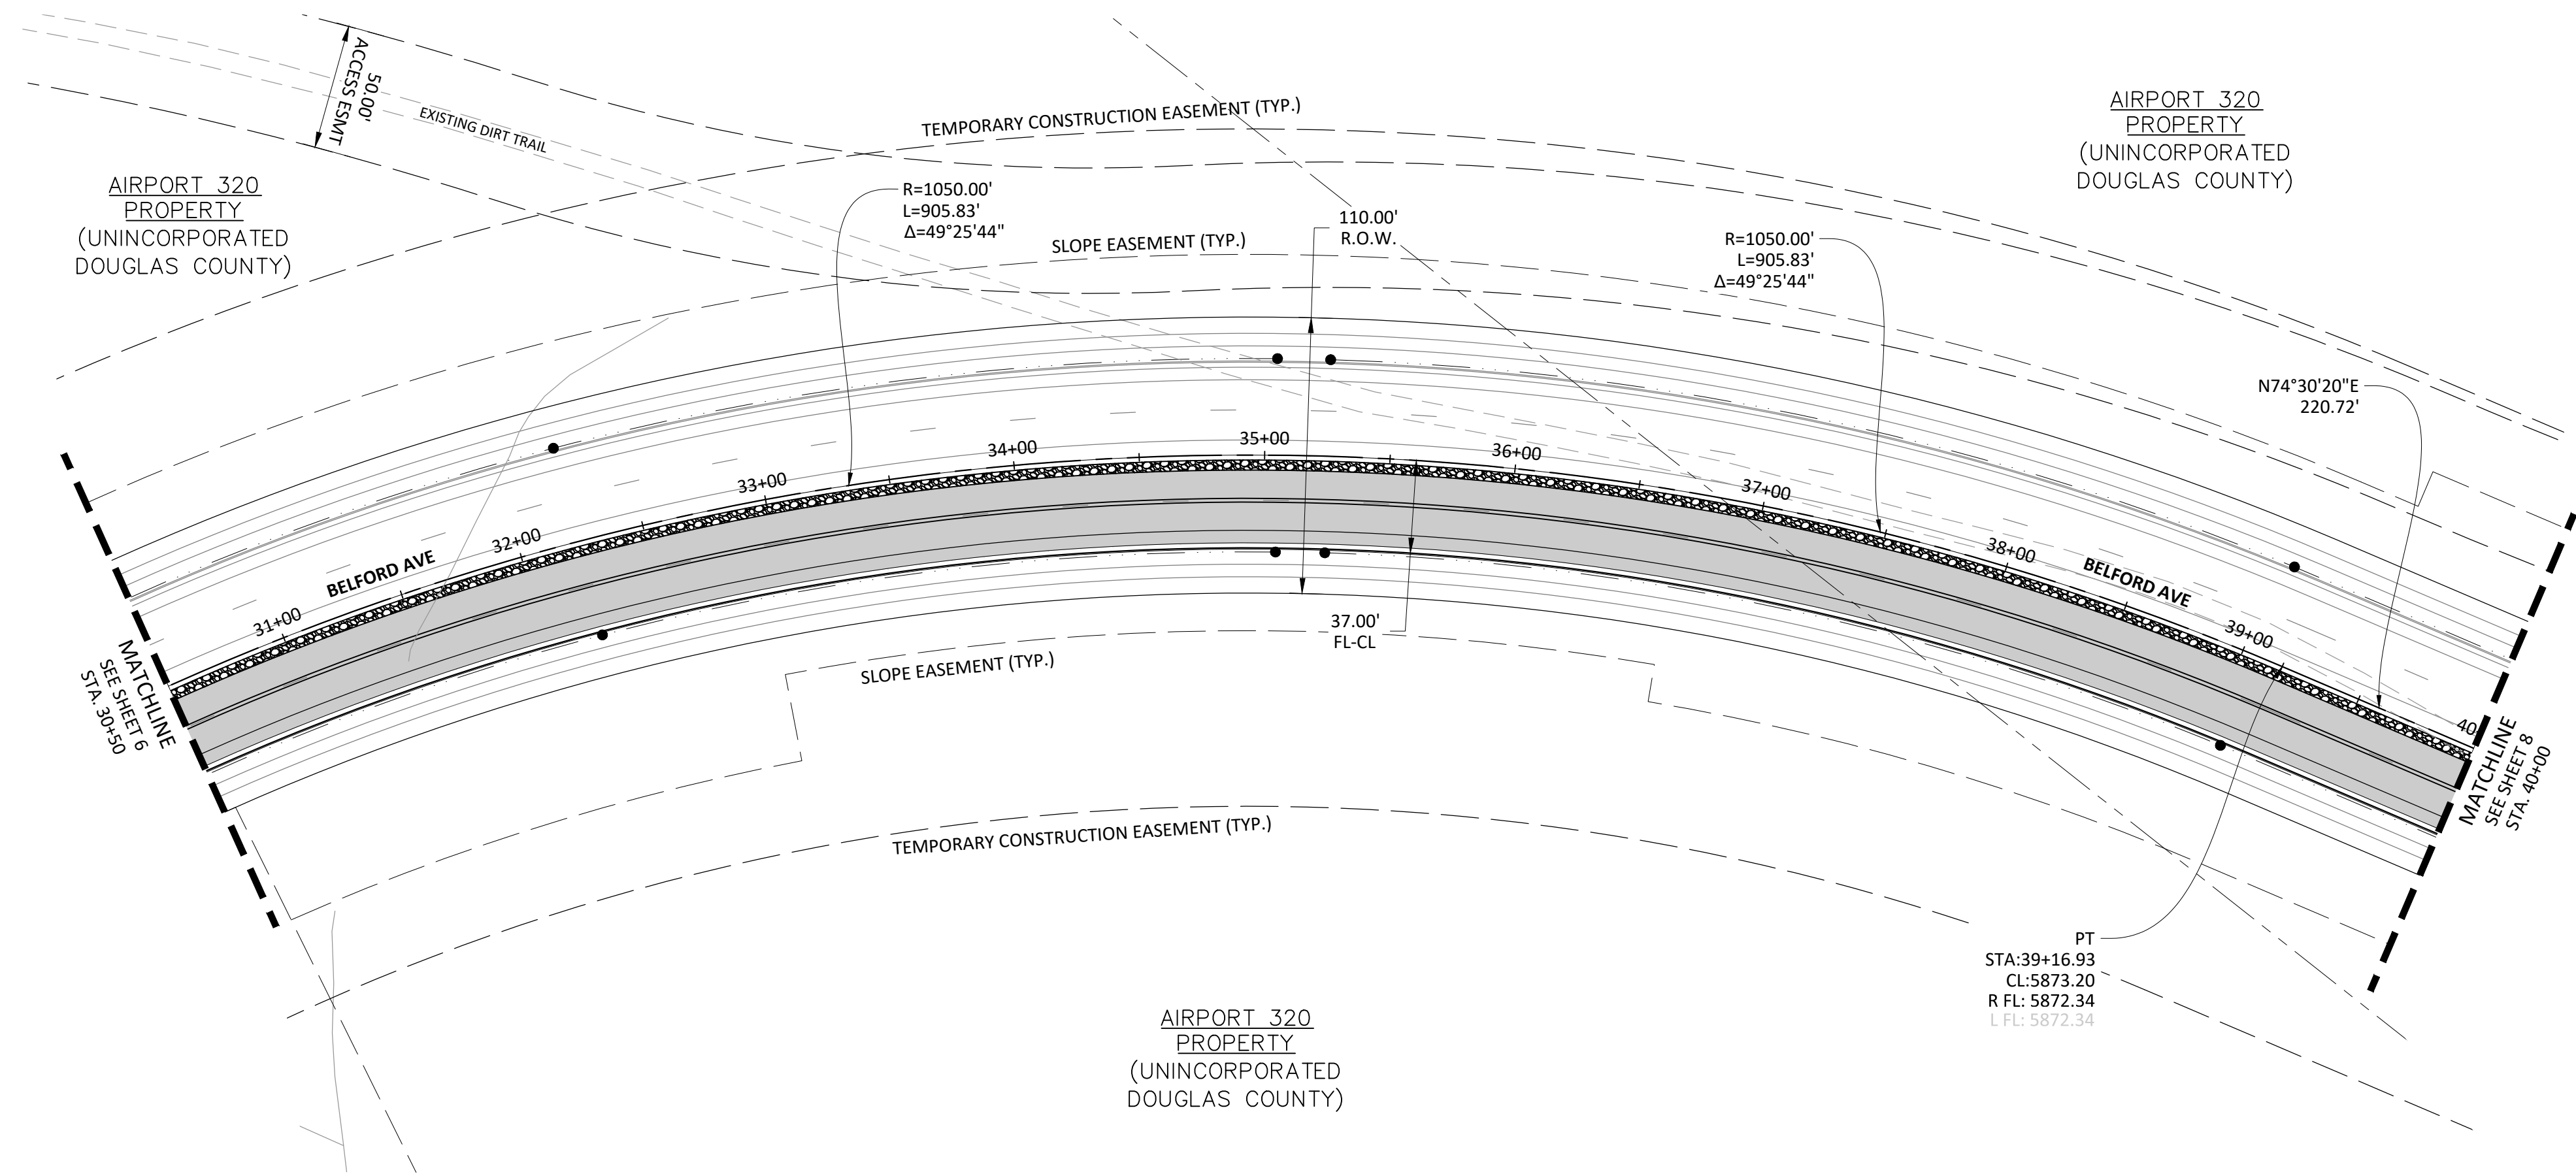 50.00'
ACCESS ESMT
EXISTING DIRT TRAIL
TEMPORARY CONSTRUCTION EASEMENT (TYP.)
AIRPORT 320
PROPERTY
(UNINCORPORATED
DOUGLAS COUNTY)
AIRPORT 320
PROPERTY
(UNINCORPORATED
DOUGLAS COUNTY)
R=1050.00'
L=905.83'
Δ=49°25'44"
SLOPE EASEMENT (TYP.)
110.00'
R.O.W.
R=1050.00'
L=905.83'
Δ=49°25'44"
N74°30'20"E
220.72'
31+00
BELFORD AVE
32+00
33+00
34+00
35+00
36+00
37+00
38+00
BELFORD AVE
39+00
40
MATCHLINE
SEE SHEET 6
STA. 30+50
37.00'
FL-CL
SLOPE EASEMENT (TYP.)
MATCHLINE
SEE SHEET 8
STA. 40+00
TEMPORARY CONSTRUCTION EASEMENT (TYP.)
PT
STA:39+16.93
CL:5873.20
R FL: 5872.34
L FL: 5872.34
AIRPORT 320
PROPERTY
(UNINCORPORATED
DOUGLAS COUNTY)